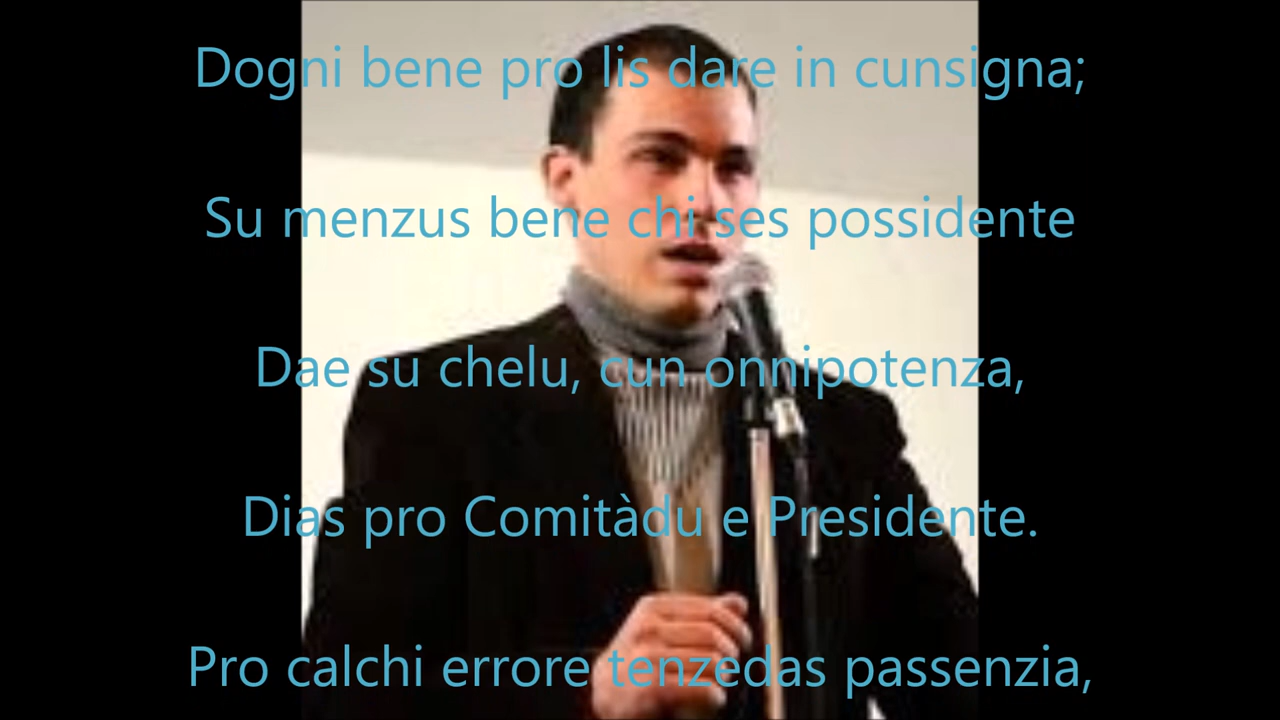 Dogni bene pro lis dare in cunsigna;
Su menzus bene chi ses possidente
Dae su chelu, cun onnipotenza,
Dias pro Comitàdu e Presidente.
Pro calchi errore tenzedas passenzia,